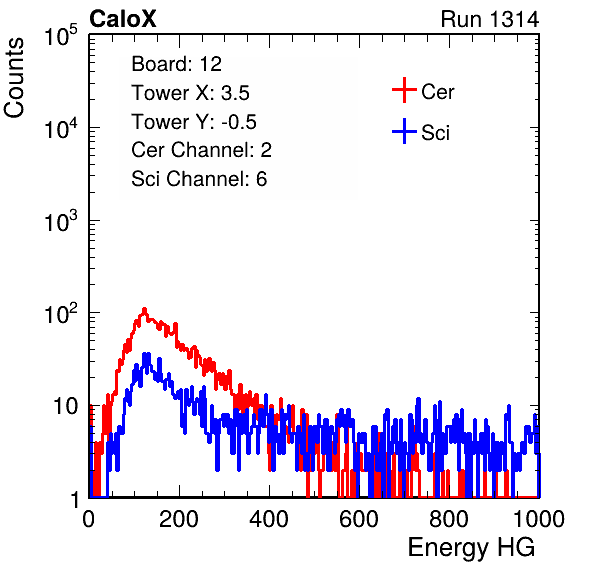 CaloX Run 1314
Counts
10^5
10^4
10^3
10^2
10
1
Board: 12
Tower X: 3.5
Tower Y: -0.5
Cer Channel: 2
Sci Channel: 6
Cer
Sci
0 200 400 600 800 1000
Energy HG